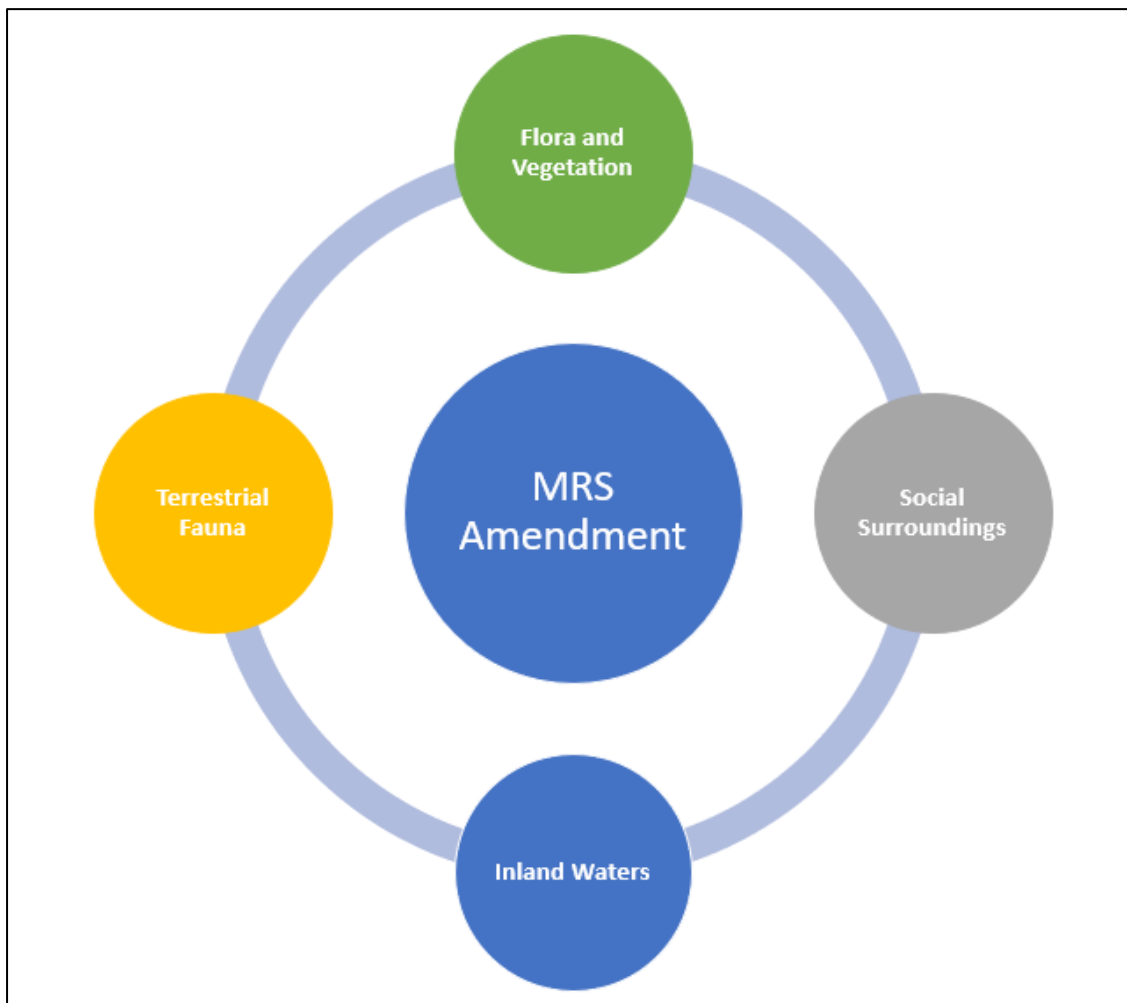 Flora and
Vegetation
Terrestrial
Fauna
MRS
Amendment
Social
Surroundings
Inland Waters